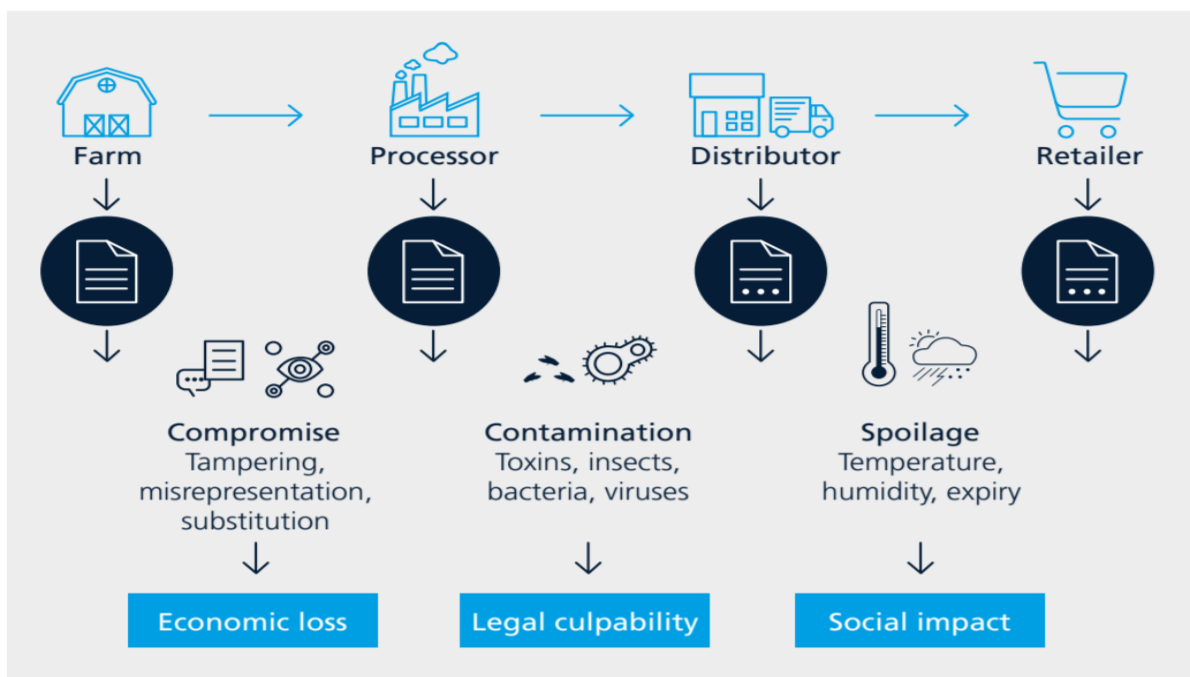 Farm
Processor
Distributor
Retailer
Compromise
Tampering,
misrepresentation,
substitution
Contamination
Toxins, insects,
bacteria, viruses
Spoilage
Temperature,
humidity, expiry
Economic loss
Legal culpability
Social impact